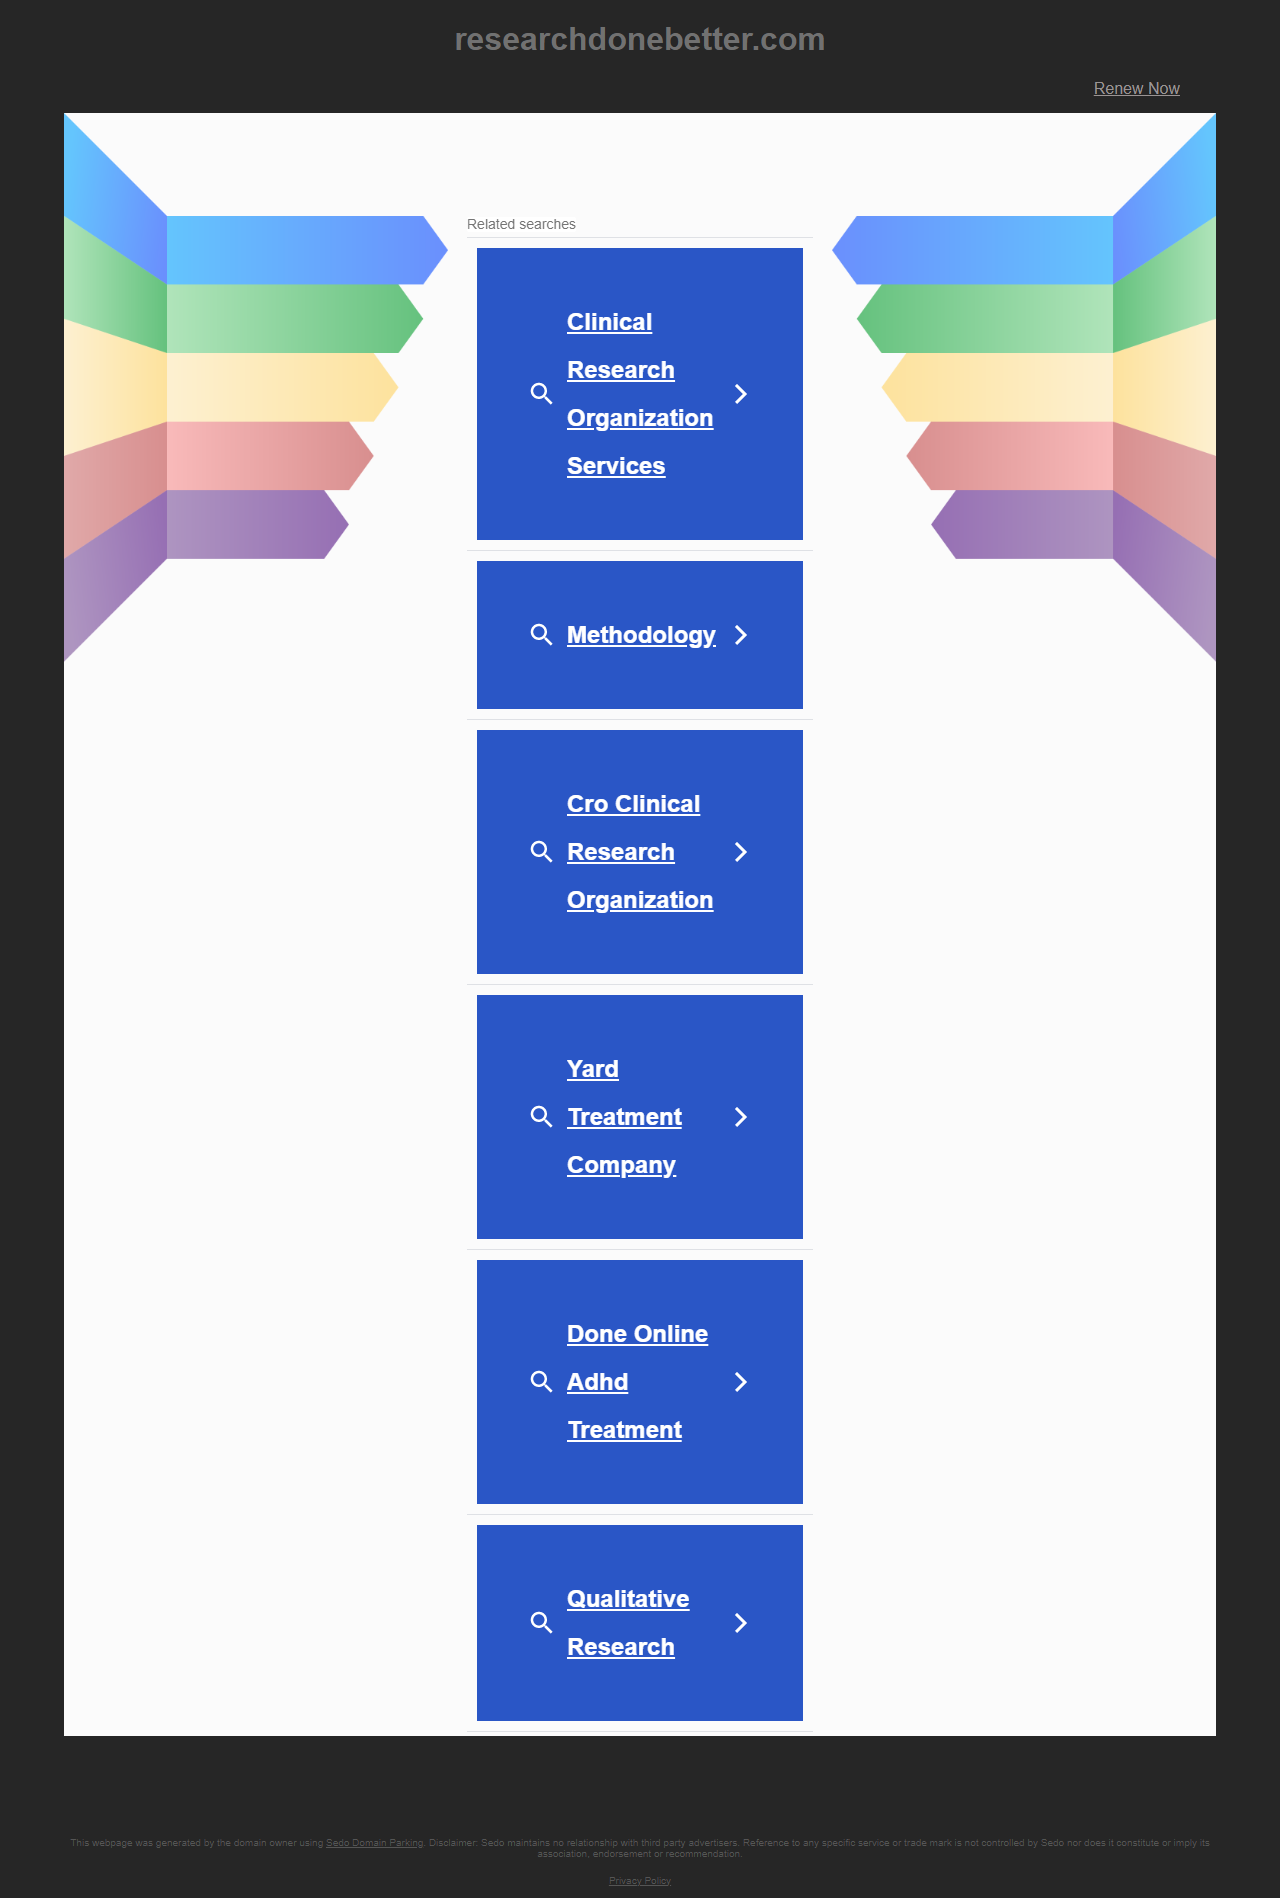 researchdonebetter.com
Renew Now
Related searches
Clinical
Research
Organization
Services
Methodology
Cro Clinical
Research
Organization
Yard
Treatment
Company
Done Online
Adhd
Treatment
Qualitative
Research
This webpage was generated by the domain owner using Sedo Domain Parking. Disclaimer: Sedo maintains no relationship with third party advertisers. Reference to any specific service or trade mark is not controlled by Sedo nor does it constitute or imply its
association, endorsement or recommendation.
Privacy Policy